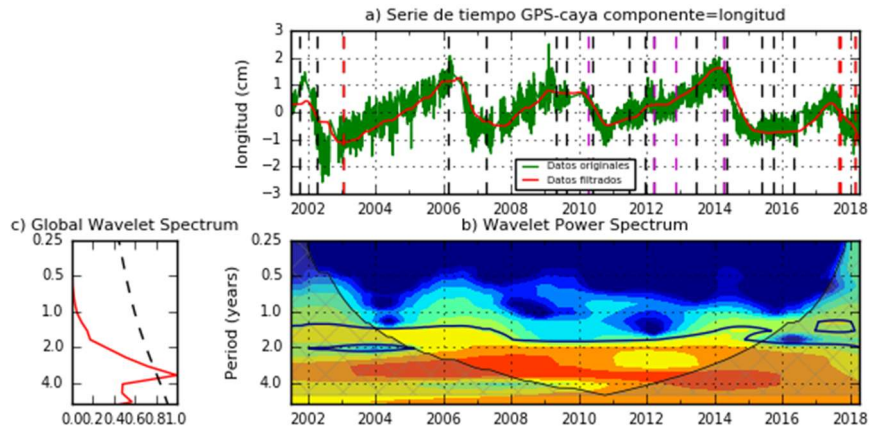 a) Serie de tiempo GPS-caya componente=longitud
longitud (cm)
3
2
1
0
−1
−2
−3
Datos originales
Datos filtrados
2002 2004 2006 2008 2010 2012 2014 2016 2018
c) Global Wavelet Spectrum
0.25
0.5
1.0
2.0
4.0
0.00.20.40.60.81.0
b) Wavelet Power Spectrum
Period (years)
0.25
0.5
1.0
2.0
4.0
2002 2004 2006 2008 2010 2012 2014 2016 2018